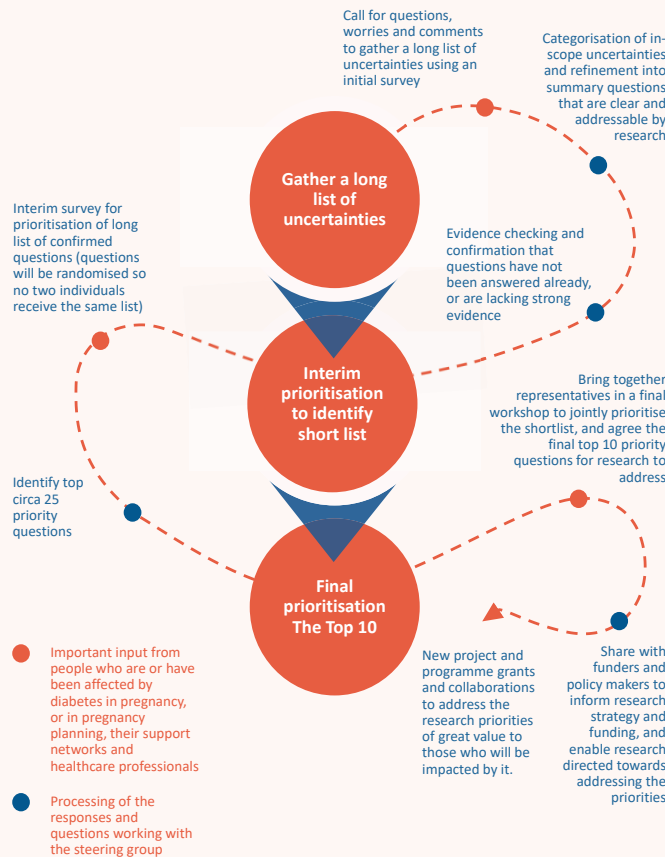 Call for questions,
worries and comments
to gather a long list of
uncertainties using an
initial survey
Categorisation of in-
scope uncertainties
and refinement into
summary questions
that are clear and
addressable by
research
Gather a long
list of
uncertainties
Interim survey for
prioritisation of long
list of confirmed
questions (questions
will be randomised so
no two individuals
receive the same list)
Evidence checking and
confirmation that
questions have not
been answered already,
or are lacking strong
evidence
Interim
prioritisation
to identify
short list
Bring together
representatives in a final
workshop to jointly prioritise
the shortlist, and agree the
final top 10 priority
questions for research to
address
Identify top
circa 25
priority
questions
Final
prioritisation
The Top 10
New project and
programme grants
and collaborations
to address the
research priorities
of great value to
those who will be
impacted by it.
Share with
funders and
policy makers to
inform research
strategy and
funding, and
enable research
directed towards
addressing the
priorities
Important input from
people who are or have
been affected by
diabetes in pregnancy,
or in pregnancy
planning, their support
networks and
healthcare professionals
Processing of the
responses and
questions working with
the steering group